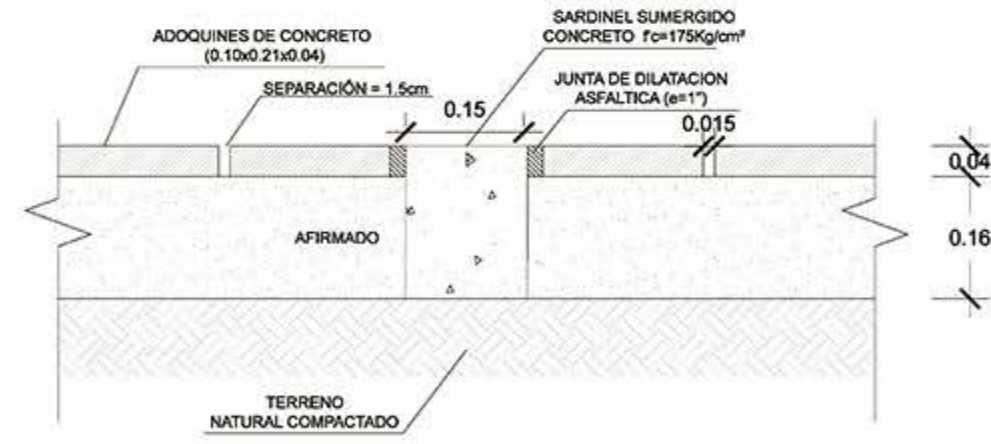 SARDINEL SUMERGIDO
CONCRETO f'c=175Kg/cm²
ADOQUINES DE CONCRETO
(0.10x0.21x0.04)
SEPARACIÓN = 1.5cm
JUNTA DE DILATACION
ASFALTICA (e=1")
0.15
0.015
0.04
AFIRMADO
0.16
TERRENO
NATURAL COMPACTADO